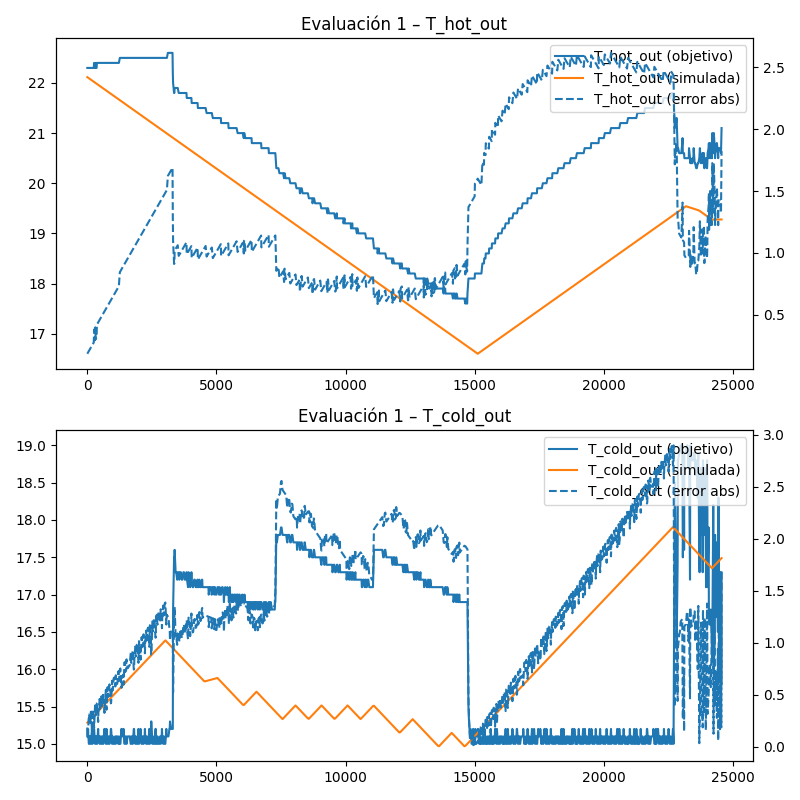 Evaluación 1 – T_hot_out
T_hot_out (objetivo)
T_hot_out (simulada)
T_hot_out (error abs)
22
21
20
19
18
17
2.5
2.0
1.5
1.0
0.5
0 5000 10000 15000 20000 25000
Evaluación 1 – T_cold_out
T_cold_out (objetivo)
T_cold_out (simulada)
T_cold_out (error abs)
19.0
18.5
18.0
17.5
17.0
16.5
16.0
15.5
15.0
3.0
2.5
2.0
1.5
1.0
0.5
0.0
0 5000 10000 15000 20000 25000